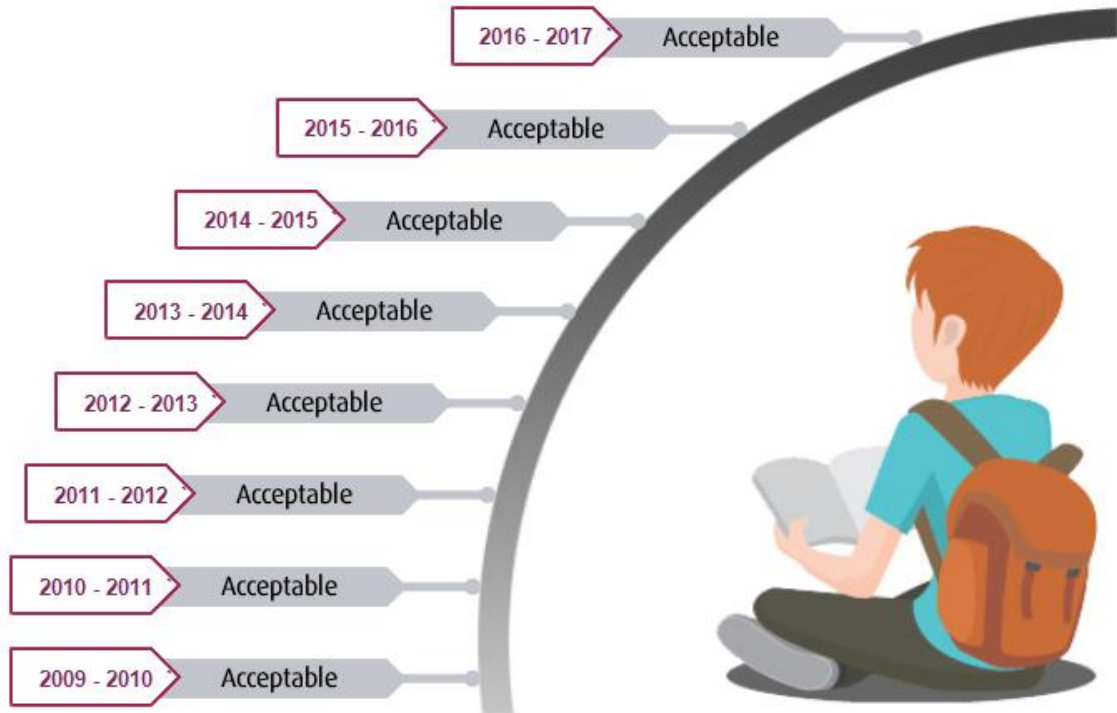 2016 - 2017 Acceptable
2015 - 2016 Acceptable
2014 - 2015 Acceptable
2013 - 2014 Acceptable
2012 - 2013 Acceptable
2011 - 2012 Acceptable
2010 - 2011 Acceptable
2009 - 2010 Acceptable